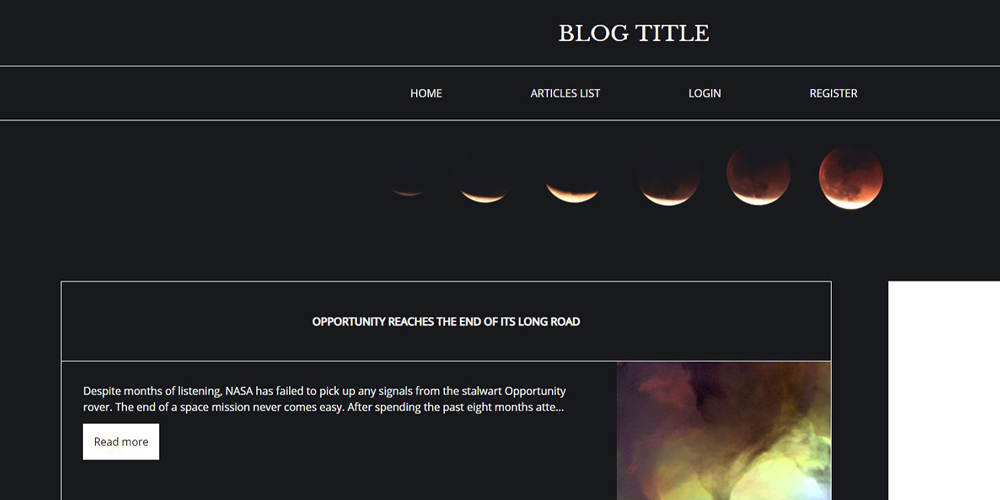 BLOG TITLE
HOME ARTICLES LIST LOGIN REGISTER
OPPORTUNITY REACHES THE END OF ITS LONG ROAD
Despite months of listening, NASA has failed to pick up any signals from the stalwart Opportunity
rover. The end of a space mission never comes easy. After spending the past eight months atte...
Read more